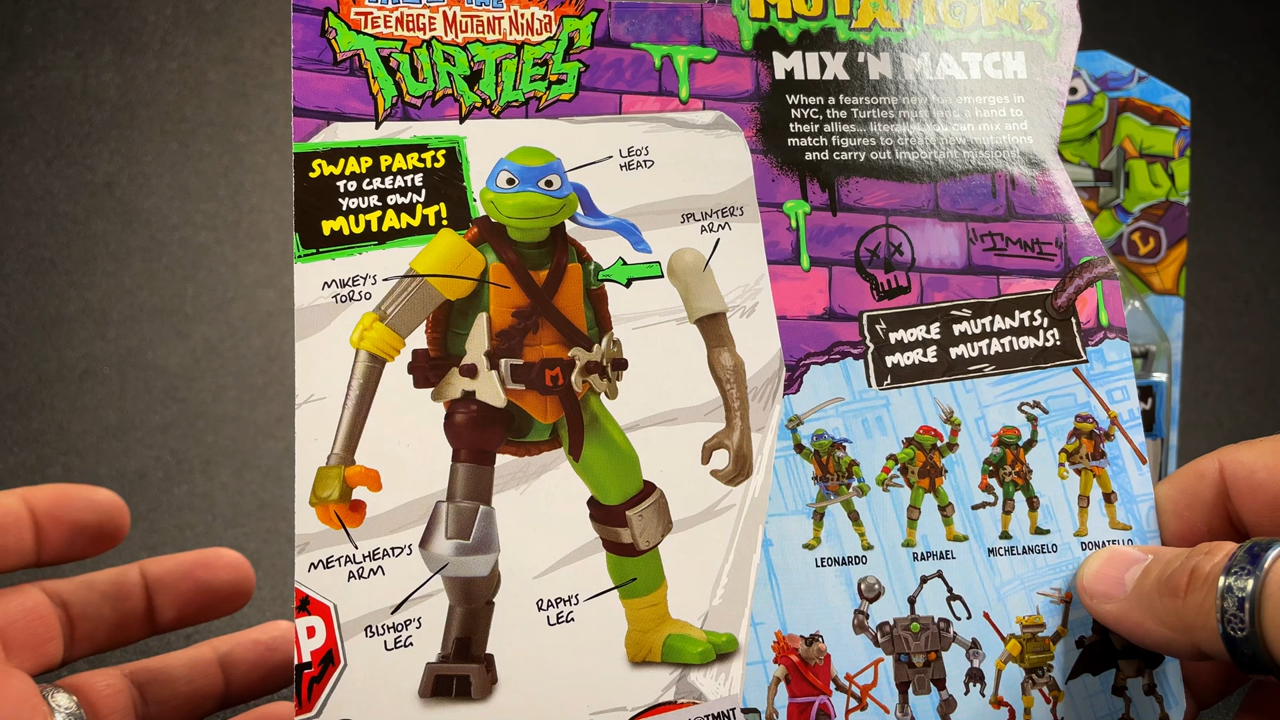 TEENAGE MUTANT NINJA
TURTLES
MUTATIONS
MIX 'N MATCH
When a fearsome new foe emerges in
NYC, the Turtles must lend a hand to
their allies... literally! You can mix and
match figures to create new mutations
and carry out important missions!
SWAP PARTS
TO CREATE
YOUR OWN
MUTANT!
LEO'S
HEAD
SPLINTER'S
ARM
MIKEY'S
TORSO
M
METALHEAD'S
ARM
BISHOP'S
LEG
RAPH'S
LEG
"TMNT"
MORE MUTANTS,
MORE MUTATIONS!
LEONARDO
RAPHAEL
MICHELANGELO
DONATELLO
L
@TMNT